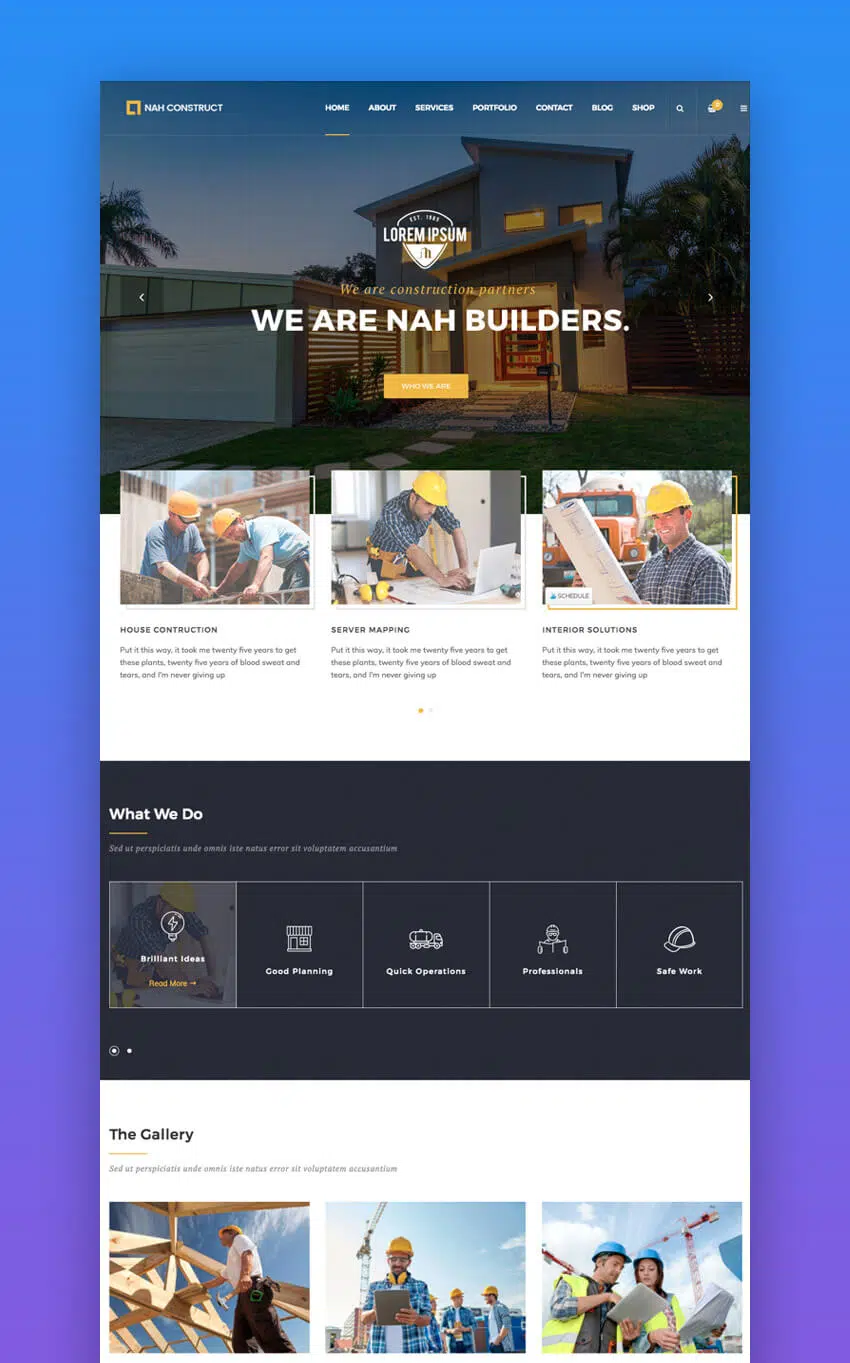 NAH CONSTRUCT
HOME ABOUT SERVICES PORTFOLIO CONTACT BLOG SHOP
0
EST. 1989
LOREM IPSUM
We are construction partners
WE ARE NAH BUILDERS.
WHO WE ARE
SCHEDULE
HOUSE CONTRUCTION
Put it this way, it took me twenty five years to get
these plants, twenty five years of blood sweat and
tears, and I'm never giving up
SERVER MAPPING
Put it this way, it took me twenty five years to get
these plants, twenty five years of blood sweat and
tears, and I'm never giving up
INTERIOR SOLUTIONS
Put it this way, it took me twenty five years to get
these plants, twenty five years of blood sweat and
tears, and I'm never giving up
What We Do
Sed ut perspiciatis unde omnis iste natus error sit voluptatem accusantium
Brilliant Ideas
Read More →
Good Planning
Quick Operations
Professionals
Safe Work
The Gallery
Sed ut perspiciatis unde omnis iste natus error sit voluptatem accusantium